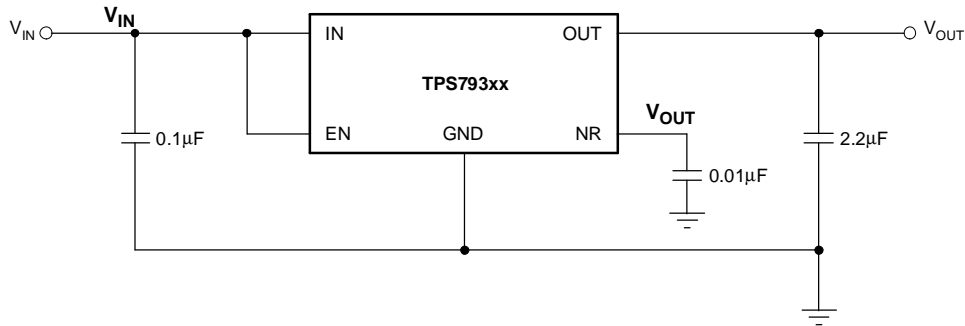 V_IN
V_IN
IN
OUT
V_OUT
TPS793xx
EN
GND
NR
V_OUT
0.1μF
2.2μF
0.01μF